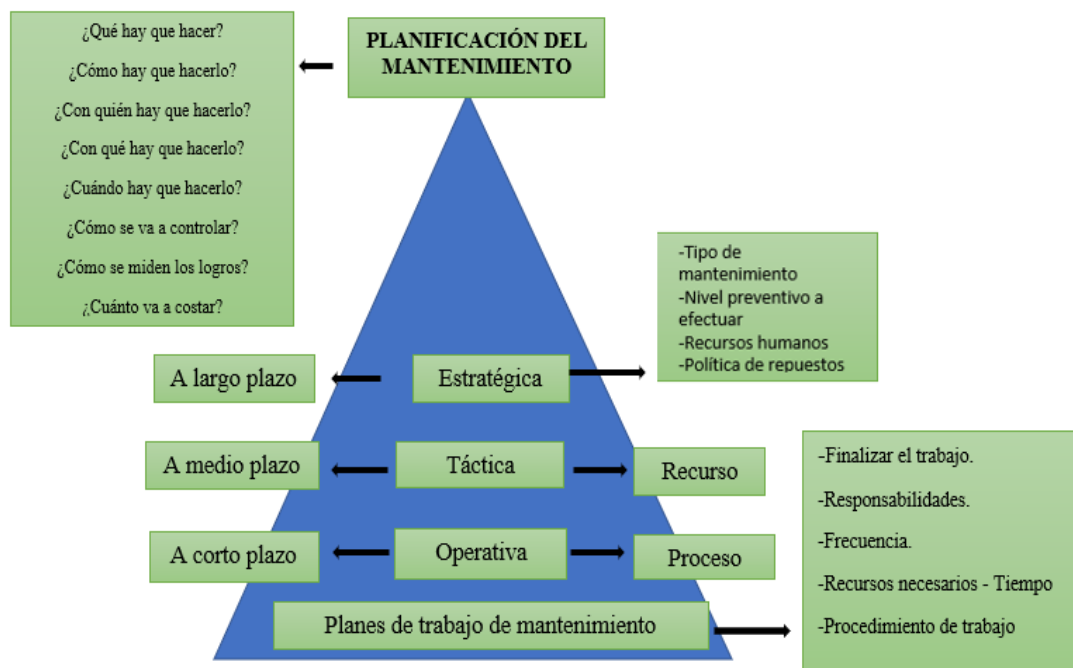 ¿Qué hay que hacer?
¿Cómo hay que hacerlo?
¿Con quién hay que hacerlo?
¿Con qué hay que hacerlo?
¿Cuándo hay que hacerlo?
¿Cómo se va a controlar?
¿Cómo se miden los logros?
¿Cuánto va a costar?
PLANIFICACIÓN DEL
MANTENIMIENTO
-Tipo de
mantenimiento
-Nivel preventivo a
efectuar
-Recursos humanos
-Política de repuestos
A largo plazo
Estratégica
A medio plazo
Táctica
Recurso
A corto plazo
Operativa
Proceso
Planes de trabajo de mantenimiento
-Finalizar el trabajo.
-Responsabilidades.
-Frecuencia.
-Recursos necesarios - Tiempo
-Procedimiento de trabajo